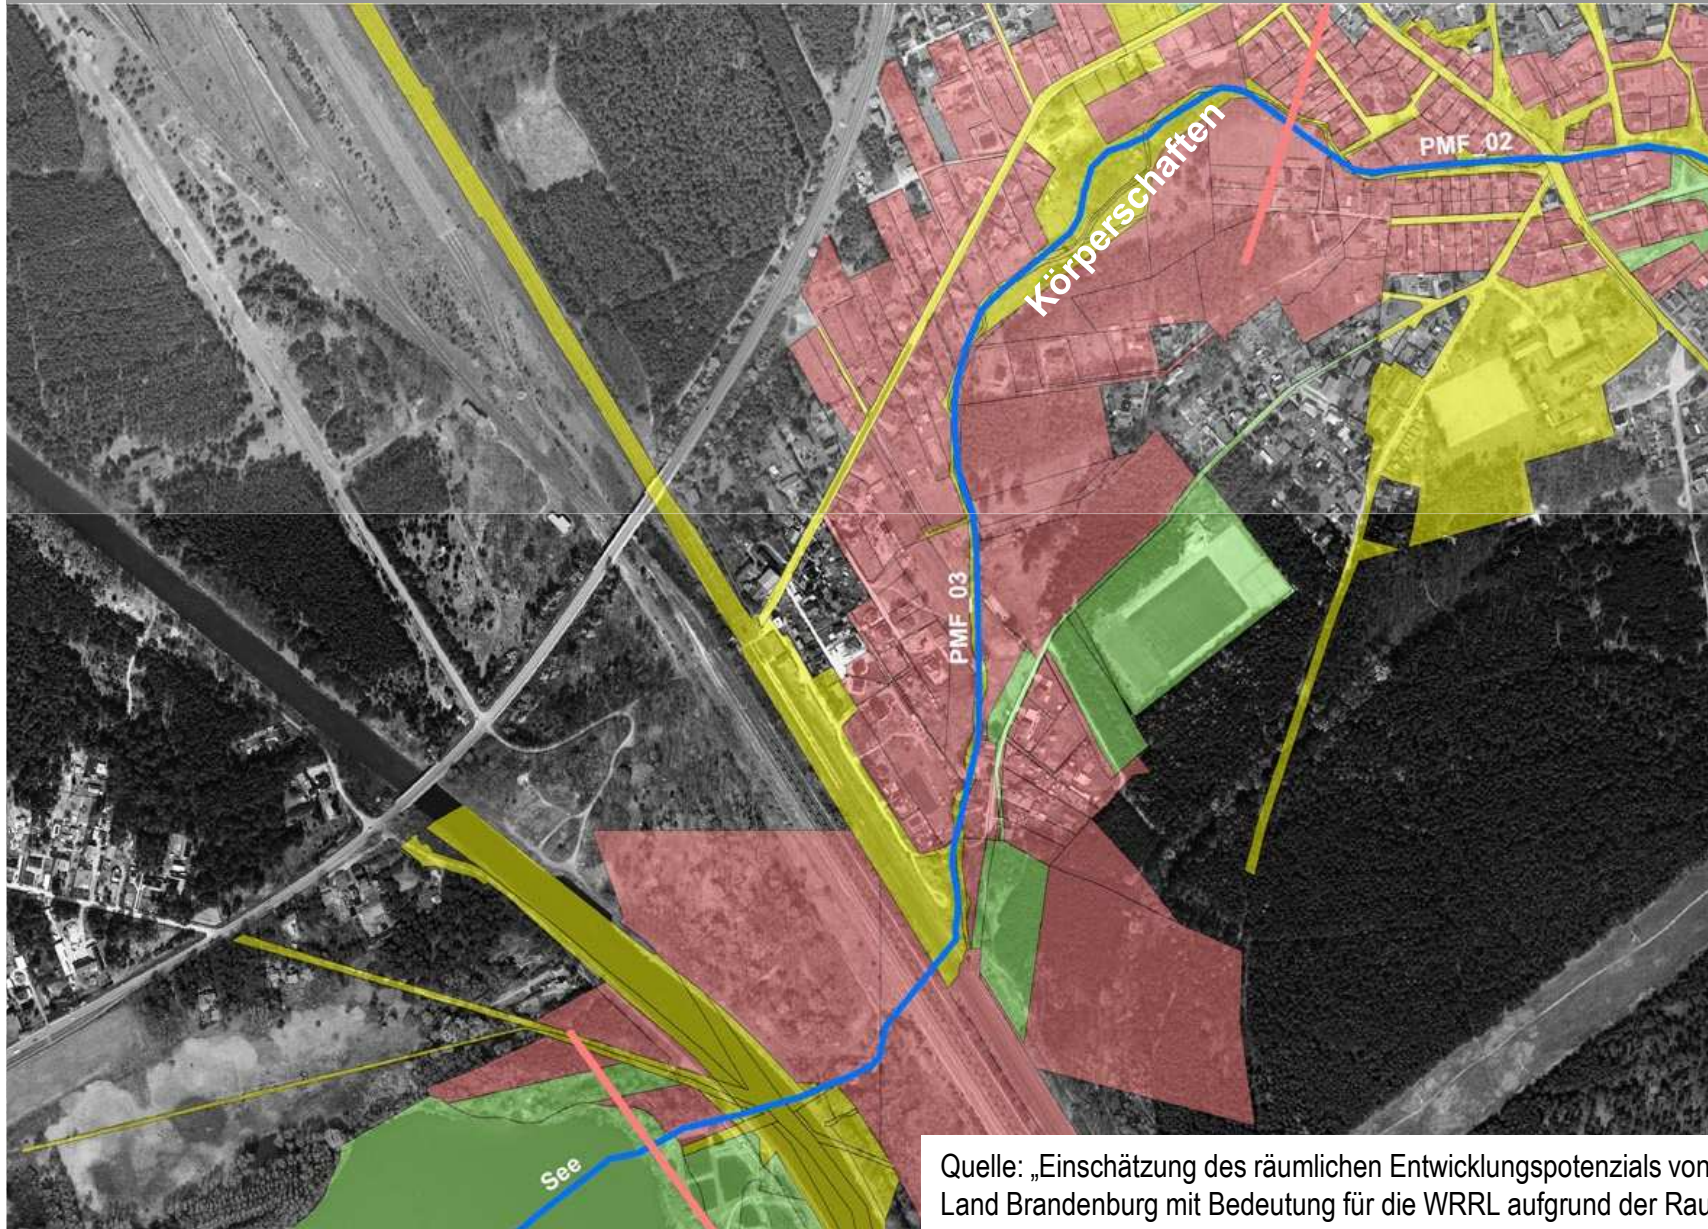 PMF_02
Körperschaften
PMF_03
See
Quelle: „Einschätzung des räumlichen Entwicklungspotenzials von
Land Brandenburg mit Bedeutung für die WRRL aufgrund der Rau